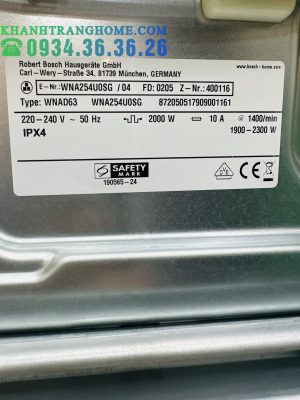 KHANHTRANGHOME.COM
0934.36.36.26
Robert Bosch Hausgeräte GmbH
www.bosch-home.com
Carl-Wery-Straße 34, 81739 München, GERMANY
E-Nr.: WNA254U0SG /04 FD: 0205 Z-Nr.: 400116
Type: WNAD63 WNA254U0SG 872050517909001161
220-240 V ~ 50 Hz 2000 W 10 A 1400/min
IPX4 1900-2300 W
SAFETY
MARK
190565-24
CE EAC